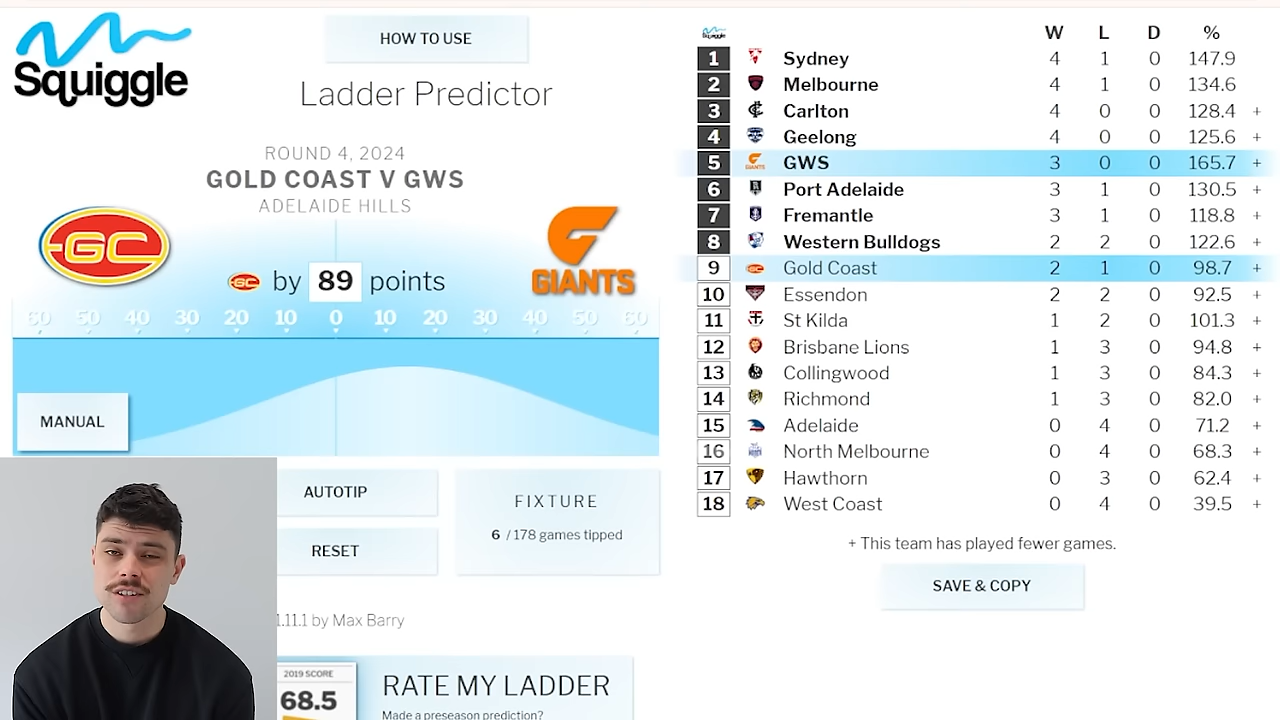 Squiggle
HOW TO USE
Ladder Predictor
ROUND 4, 2024
GOLD COAST V GWS
ADELAIDE HILLS
GC
GIANTS
GC by 89 points
60 50 40 30 20 10 0 10 20 30 40 50 60
MANUAL
AUTOTIP
RESET
FIXTURE
6 / 178 games tipped
1.11.1 by Max Barry
2019 SCORE
68.5
RATE MY LADDER
Made a preseason prediction?
W L D %
1 Sydney 4 1 0 147.9
2 Melbourne 4 1 0 134.6
3 Carlton 4 0 0 128.4 +
4 Geelong 4 0 0 125.6 +
5 GIANTS GWS 3 0 0 165.7 +
6 Port Adelaide 3 1 0 130.5 +
7 Fremantle 3 1 0 118.8 +
8 Western Bulldogs 2 2 0 122.6 +
9 Gold Coast 2 1 0 98.7 +
10 Essendon 2 2 0 92.5 +
11 St Kilda 1 2 0 101.3 +
12 Brisbane Lions 1 3 0 94.8 +
13 Collingwood 1 3 0 84.3 +
14 Richmond 1 3 0 82.0 +
15 Adelaide 0 4 0 71.2 +
16 North Melbourne 0 4 0 68.3 +
17 Hawthorn 0 3 0 62.4 +
18 West Coast 0 4 0 39.5 +
+ This team has played fewer games.
SAVE & COPY